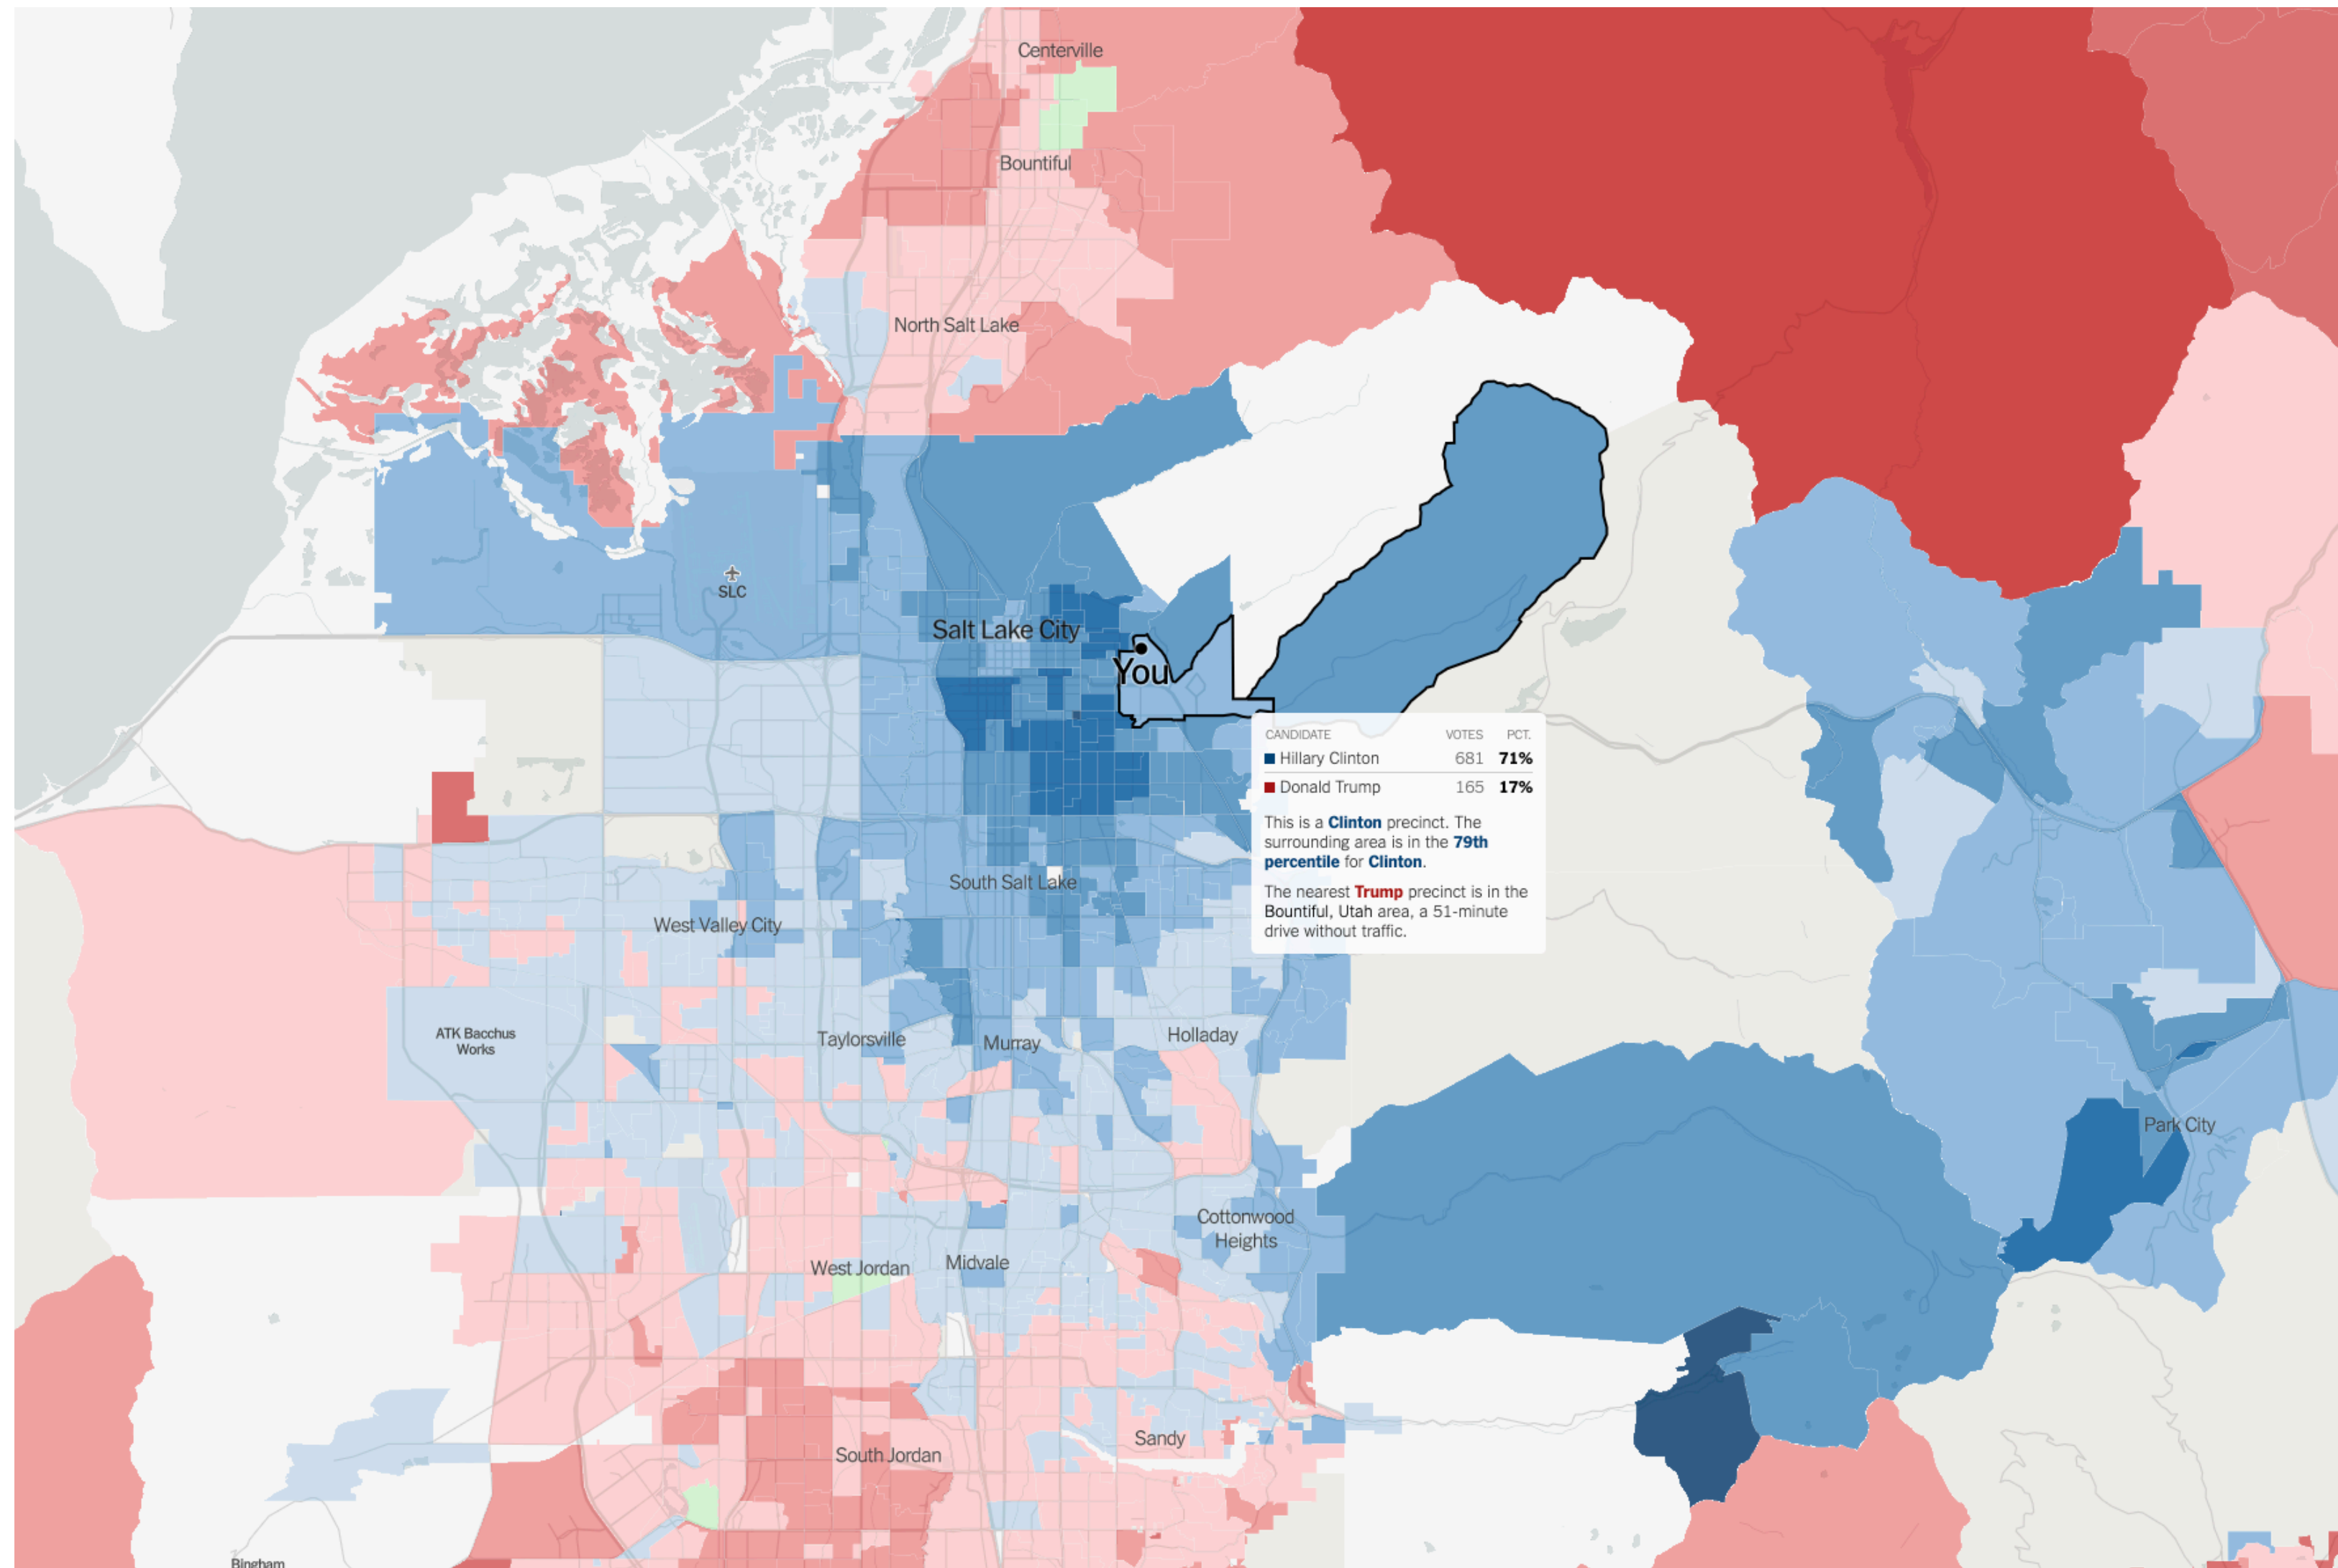 Centerville
Bountiful
North Salt Lake
SLC
Salt Lake City
You
CANDIDATE VOTES PCT.
Hillary Clinton 681 71%
Donald Trump 165 17%
This is a Clinton precinct. The
surrounding area is in the 79th
percentile for Clinton.
The nearest Trump precinct is in the
Bountiful, Utah area, a 51-minute
drive without traffic.
South Salt Lake
West Valley City
ATK Bacchus
Works
Taylorsville
Murray
Holladay
Park City
Cottonwood
Heights
West Jordan
Midvale
South Jordan
Sandy
Bingham